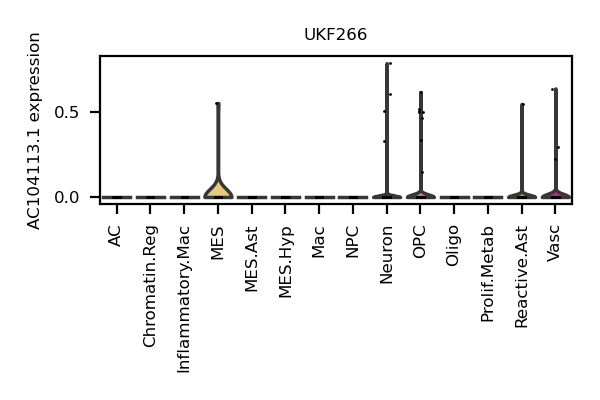 UKF266
AC104113.1 expression
0.5
0.0
AC
Chromatin.Reg
Inflammatory.Mac
MES
MES.Ast
MES.Hyp
Mac
NPC
Neuron
OPC
Oligo
Prolif.Metab
Reactive.Ast
Vasc